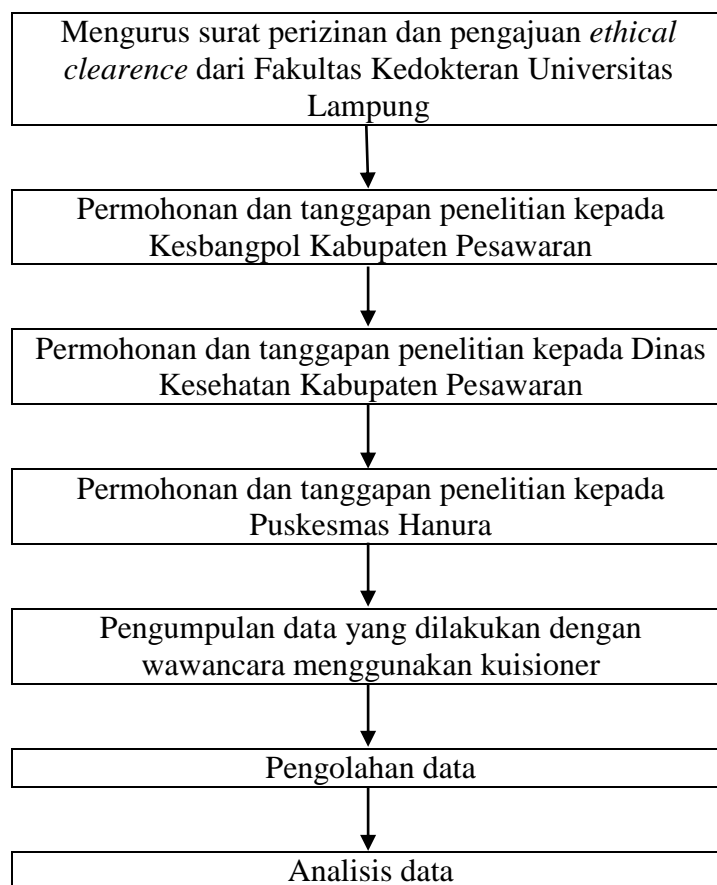 Mengurus surat perizinan dan pengajuan ethical
clearence dari Fakultas Kedokteran Universitas
Lampung
Permohonan dan tanggapan penelitian kepada
Kesbangpol Kabupaten Pesawaran
Permohonan dan tanggapan penelitian kepada Dinas
Kesehatan Kabupaten Pesawaran
Permohonan dan tanggapan penelitian kepada
Puskesmas Hanura
Pengumpulan data yang dilakukan dengan
wawancara menggunakan kuisioner
Pengolahan data
Analisis data